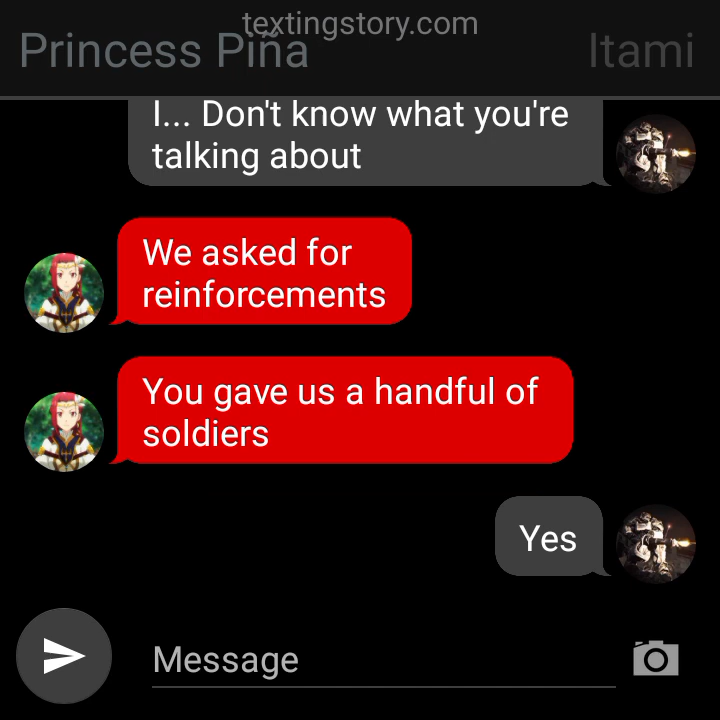 textingstory.com
Princess Piña
Itami
I... Don't know what you're
talking about
We asked for
reinforcements
You gave us a handful of
soldiers
Yes
Message